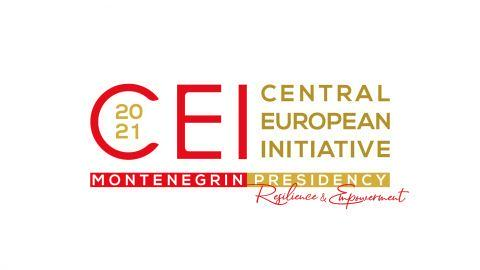 CEI
2021
CENTRAL
EUROPEAN
INITIATIVE
MONTENEGRIN PRESIDENCY
Resilience & Empowerment